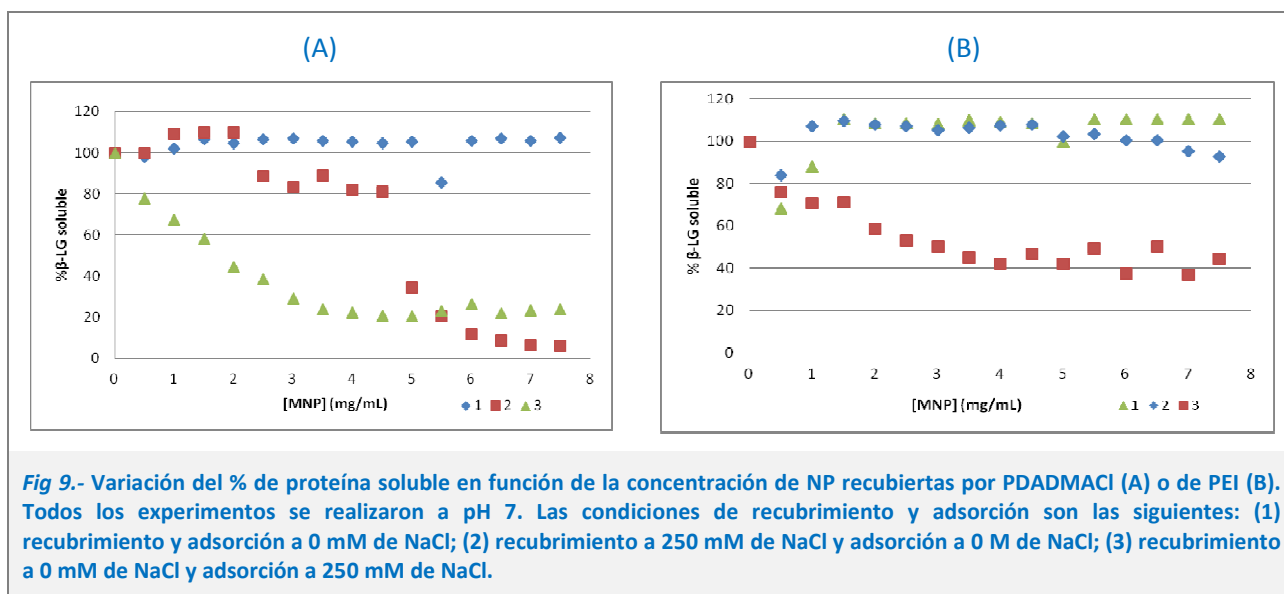 (A)
(B)
120
100
80
60
40
20
0
%β-LG soluble
0 1 2 3 4 5 6 7 8
[MNP] (mg/mL)
1 2 3
120
100
80
60
40
20
0
% β-LG soluble
0 1 2 3 4 5 6 7 8
[MNP] (mg/mL)
1 2 3
Fig 9.- Variación del % de proteína soluble en función de la concentración de NP recubiertas por PDADMACl (A) o de PEI (B).
Todos los experimentos se realizaron a pH 7. Las condiciones de recubrimiento y adsorción son las siguientes: (1)
recubrimiento y adsorción a 0 mM de NaCl; (2) recubrimiento a 250 mM de NaCl y adsorción a 0 M de NaCl; (3) recubrimiento
a 0 mM de NaCl y adsorción a 250 mM de NaCl.